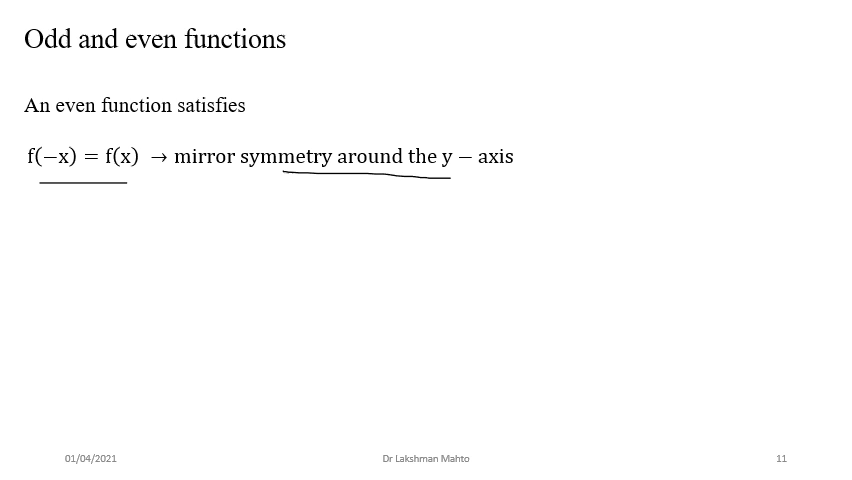 Odd and even functions
An even function satisfies
f(−x) = f(x) → mirror symmetry around the y − axis
01/04/2021 Dr Lakshman Mahto 11